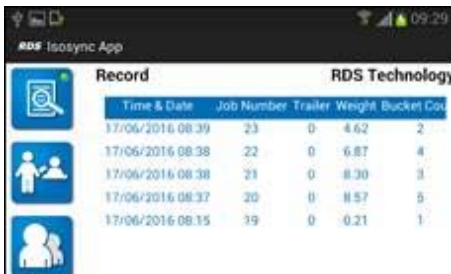 09:29
RDS Isosync App
Record RDS Technology
Time & Date Job Number Trailer Weight Bucket Cou
17/06/2016 08:39 23 0 4.62 2
17/06/2016 08:38 22 0 6.87 4
17/06/2016 08:38 21 0 8.30 3
17/06/2016 08:37 20 0 8.57 5
17/06/2016 08:15 19 0 0.21 1